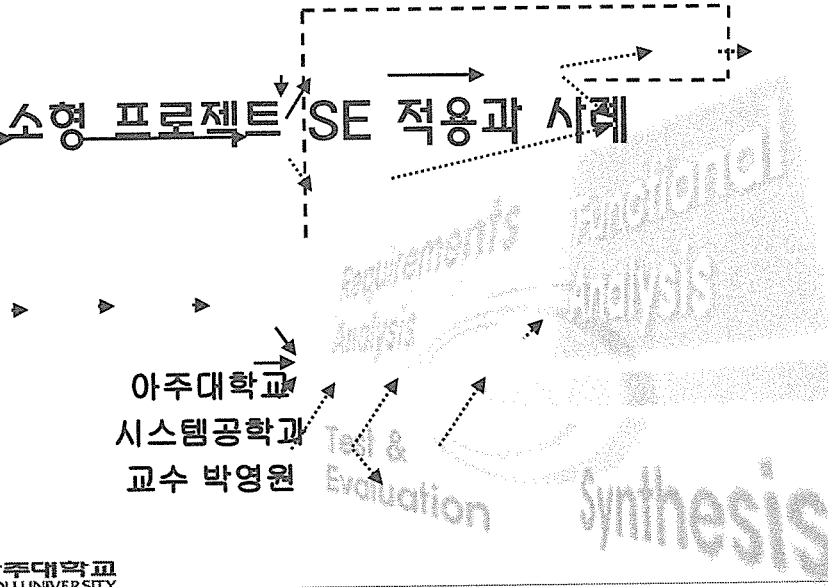 소형 프로젝트 SE 적용과 사례
Requirements
Analysis
Functional
Analysis
아주대학교
시스템공학과
교수 박영원
Test &
Evaluation
Synthesis
아주대학교
AJOU UNIVERSITY